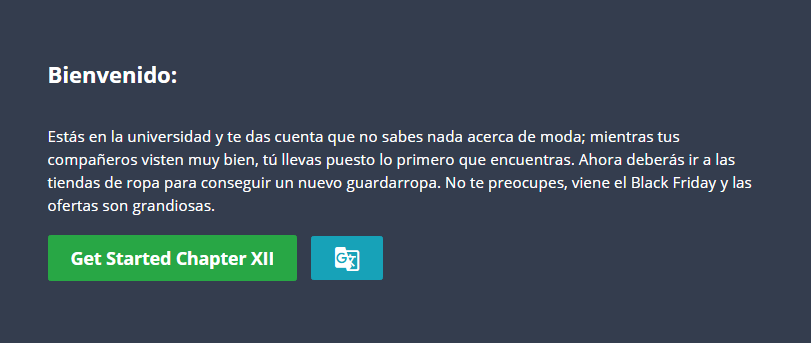 Bienvenido:
Estás en la universidad y te das cuenta que no sabes nada acerca de moda; mientras tus
compañeros visten muy bien, tú llevas puesto lo primero que encuentras. Ahora deberás ir a las
tiendas de ropa para conseguir un nuevo guardarropa. No te preocupes, viene el Black Friday y las
ofertas son grandiosas.
Get Started Chapter XII